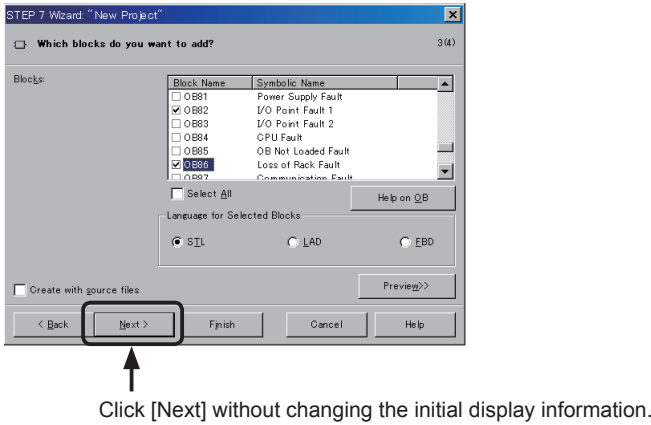 STEP 7 Wizard: "New Project"
Which blocks do you want to add? 3(4)
Blocks:
Block Name Symbolic Name
OB81 Power Supply Fault
OB82 I/O Point Fault 1
OB83 I/O Point Fault 2
OB84 CPU Fault
OB85 OB Not Loaded Fault
OB86 Loss of Rack Fault
OB87 Communication Fault
Select All
Help on OB
Language for Selected Blocks
STL LAD FBD
Create with source files
Preview>>
< Back Next > Finish Cancel Help
Click [Next] without changing the initial display information.